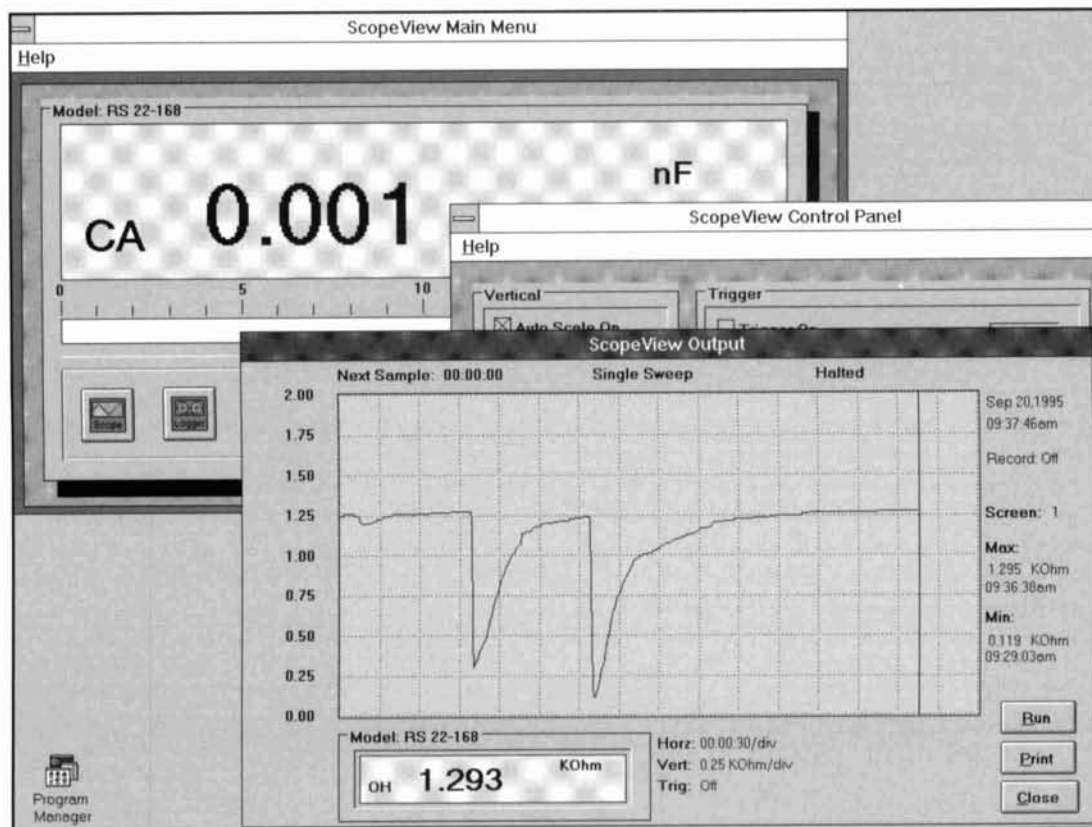 ScopeView Main Menu
Help
Model: RS 22-168
CA 0.001 nF
0 5 10
Scope Logger
ScopeView Control Panel
Help
Vertical
Auto Scale On
Trigger
Trigger On
ScopeView Output
Next Sample: 00:00:00 Single Sweep Halted
2.00
1.75
1.50
1.25
1.00
0.75
0.50
0.25
0.00
Sep 20,1995
09:37:46am
Record: Off
Screen: 1
Max:
1.295 KOhm
09:36:38am
Min:
0.119 KOhm
09:29:03am
Run
Print
Close
Model: RS 22-168
OH 1.293 KOhm
Horz: 00:00:30/div
Vert: 0.25 KOhm/div
Trig: Off
Program
Manager